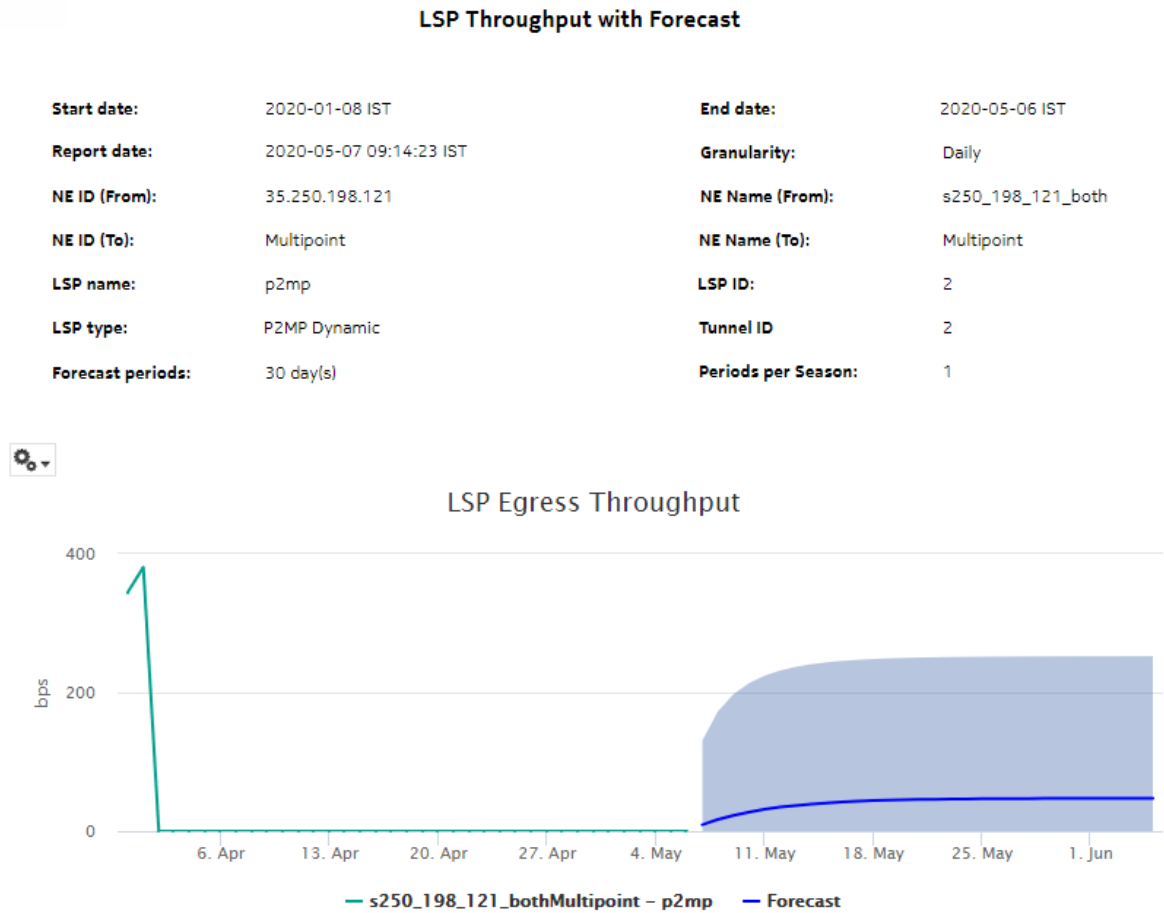 LSP Throughput with Forecast
Start date: 2020-01-08 IST End date: 2020-05-06 IST
Report date: 2020-05-07 09:14:23 IST Granularity: Daily
NE ID (From): 35.250.198.121 NE Name (From): s250_198_121_both
NE ID (To): Multipoint NE Name (To): Multipoint
LSP name: p2mp LSP ID: 2
LSP type: P2MP Dynamic Tunnel ID 2
Forecast periods: 30 day(s) Periods per Season: 1
LSP Egress Throughput
400
200
0
bps
6. Apr 13. Apr 20. Apr 27. Apr 4. May 11. May 18. May 25. May 1. Jun
s250_198_121_bothMultipoint – p2mp Forecast